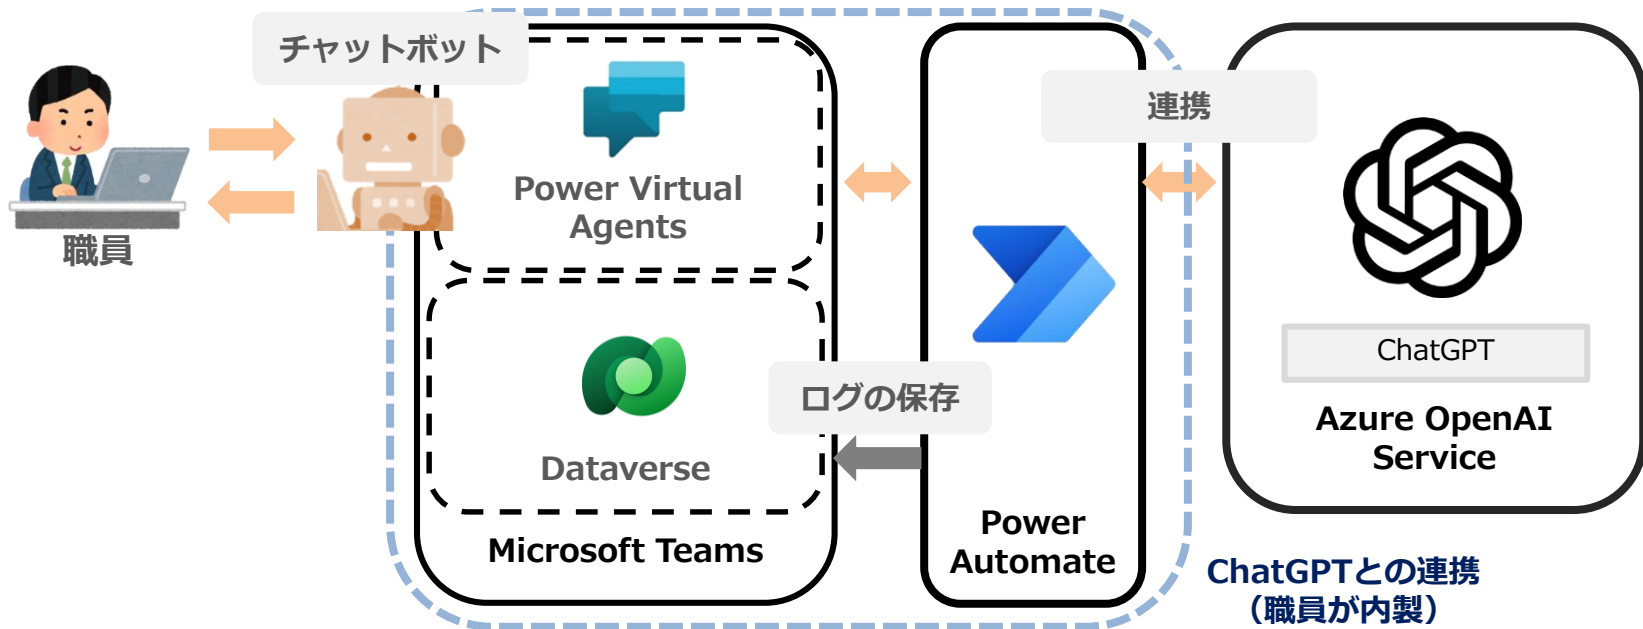 チャットボット
職員
Power Virtual
Agents
Dataverse
Microsoft Teams
ログの保存
Power
Automate
連携
ChatGPT
Azure OpenAI
Service
ChatGPTとの連携
（職員が内製）